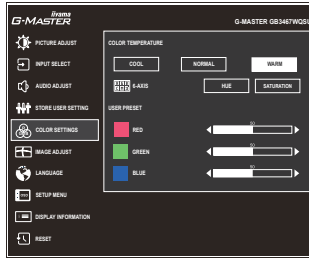 iiyama
G-MASTER
G-MASTER GB3467WQSU
PICTURE ADJUST
INPUT SELECT
AUDIO ADJUST
STORE USER SETTING
COLOR SETTINGS
IMAGE ADJUST
LANGUAGE
OSD SETUP MENU
DISPLAY INFORMATION
RESET
COLOR TEMPERATURE
COOL NORMAL WARM
6-AXIS HUE SATURATION
USER PRESET
RED 50
GREEN 50
BLUE 50